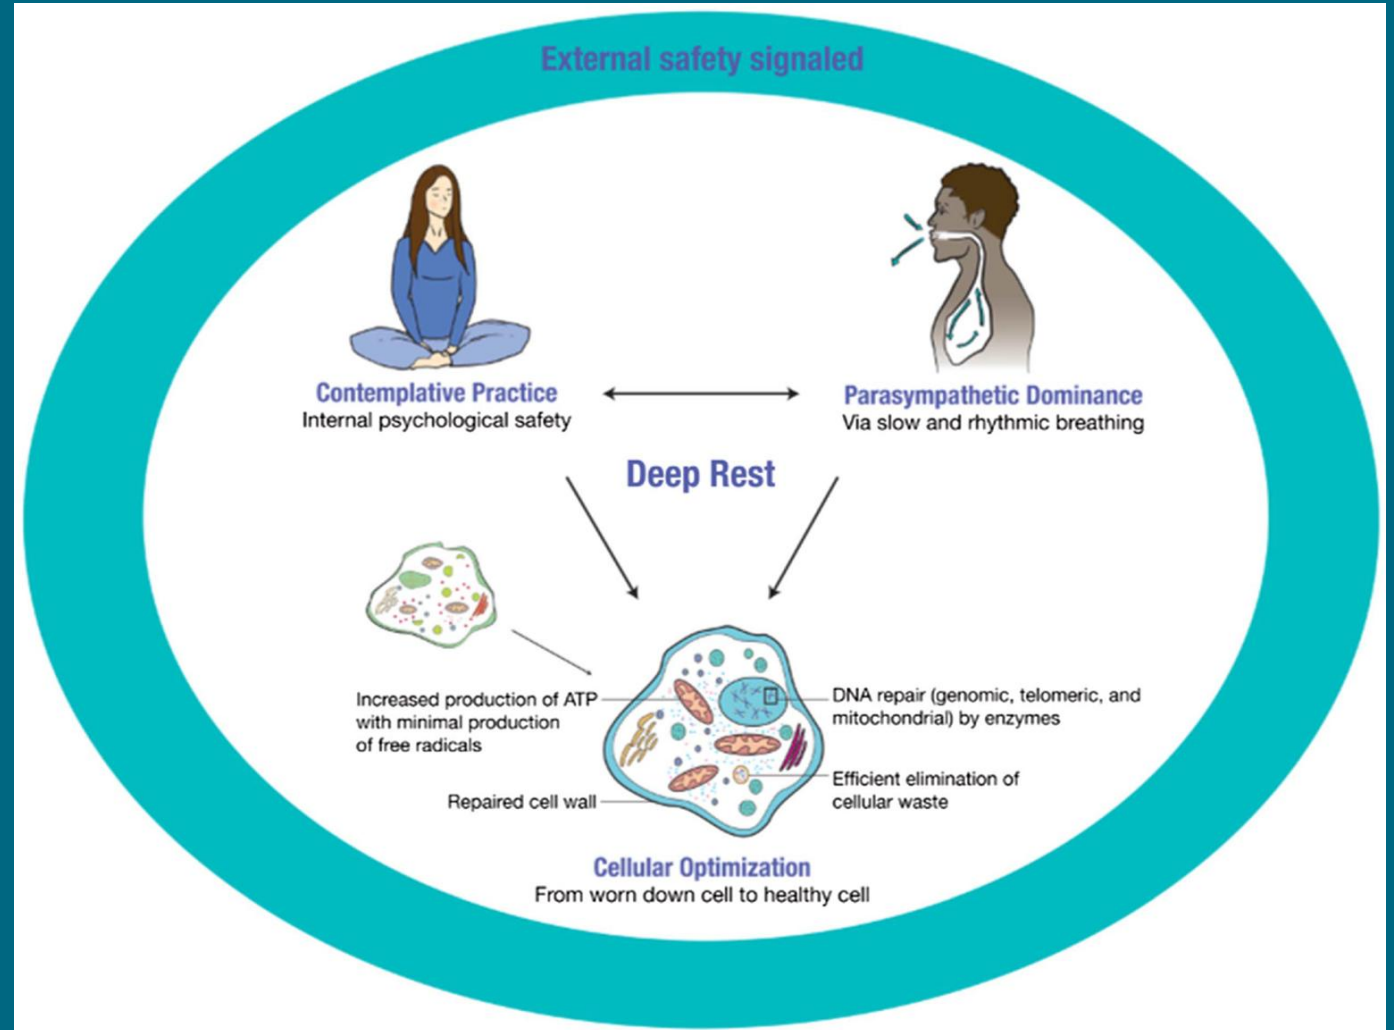 External safety signaled
Contemplative Practice
Internal psychological safety
Parasympathetic Dominance
Via slow and rhythmic breathing
Deep Rest
Increased production of ATP
with minimal production
of free radicals
Repaired cell wall
DNA repair (genomic, telomeric, and
mitochondrial) by enzymes
Efficient elimination of
cellular waste
Cellular Optimization
From worn down cell to healthy cell